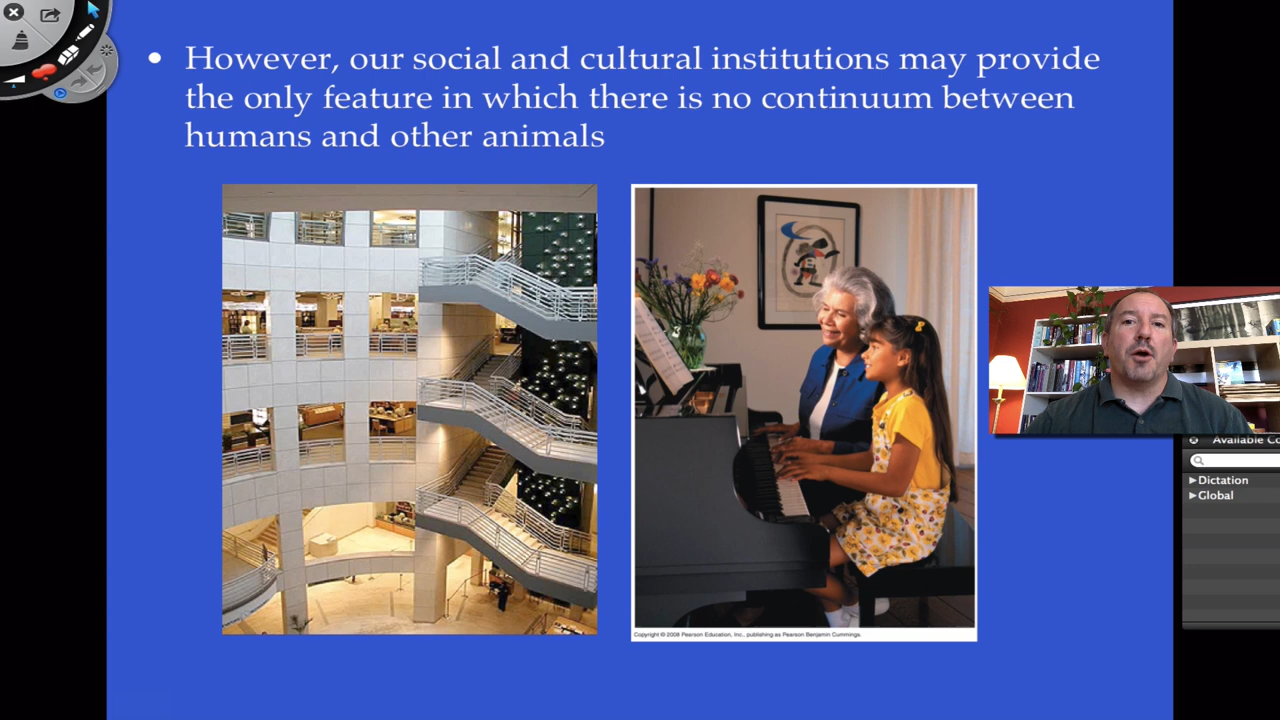 • However, our social and cultural institutions may provide
the only feature in which there is no continuum between
humans and other animals
Copyright © 2008 Pearson Education, Inc., publishing as Pearson Benjamin Cummings.
Available Co
Dictation
Global